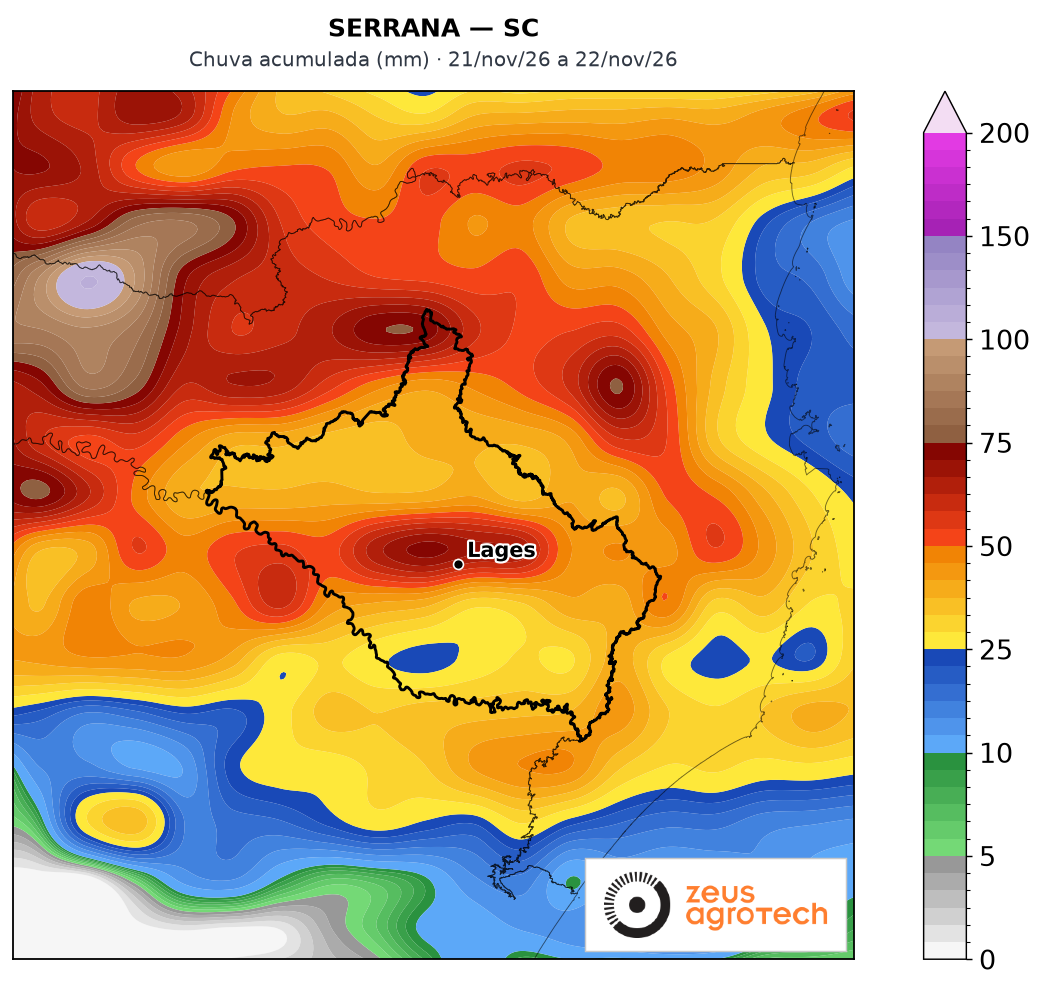 SERRANA — SC
Chuva acumulada (mm) · 21/nov/26 a 22/nov/26
200
150
100
75
50
25
10
5
0
Lages
zeus
agrotech